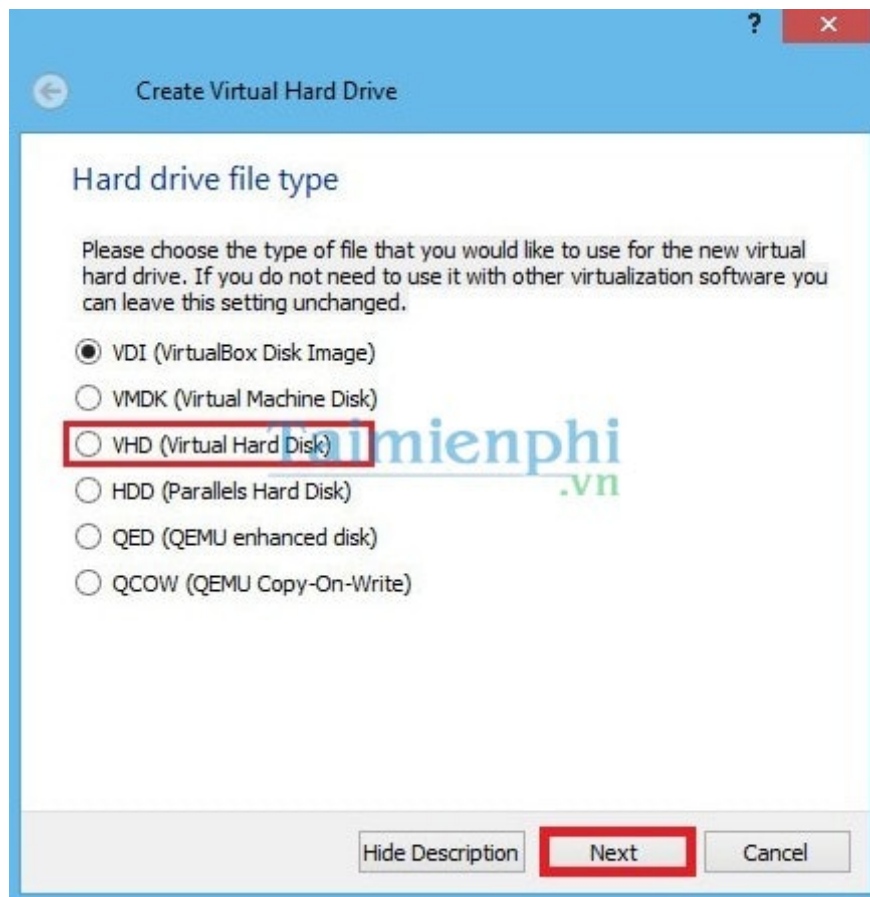 ?
Create Virtual Hard Drive
Hard drive file type
Please choose the type of file that you would like to use for the new virtual
hard drive. If you do not need to use it with other virtualization software you
can leave this setting unchanged.
VDI (VirtualBox Disk Image)
VMDK (Virtual Machine Disk)
VHD (Virtual Hard Disk)
Taimienphi
.vn
HDD (Parallels Hard Disk)
QED (QEMU enhanced disk)
QCOW (QEMU Copy-On-Write)
Hide Description Next Cancel